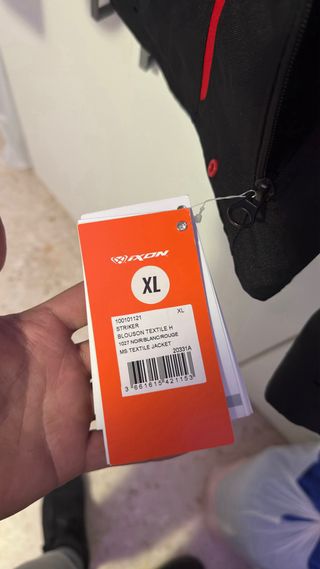 IXON
XL
100101121 XL
STRIKER
BLOUSON TEXTILE H
1027 NOIR/BLANC/ROUGE
MS TEXTILE JACKET
20331A
3 661615 421153